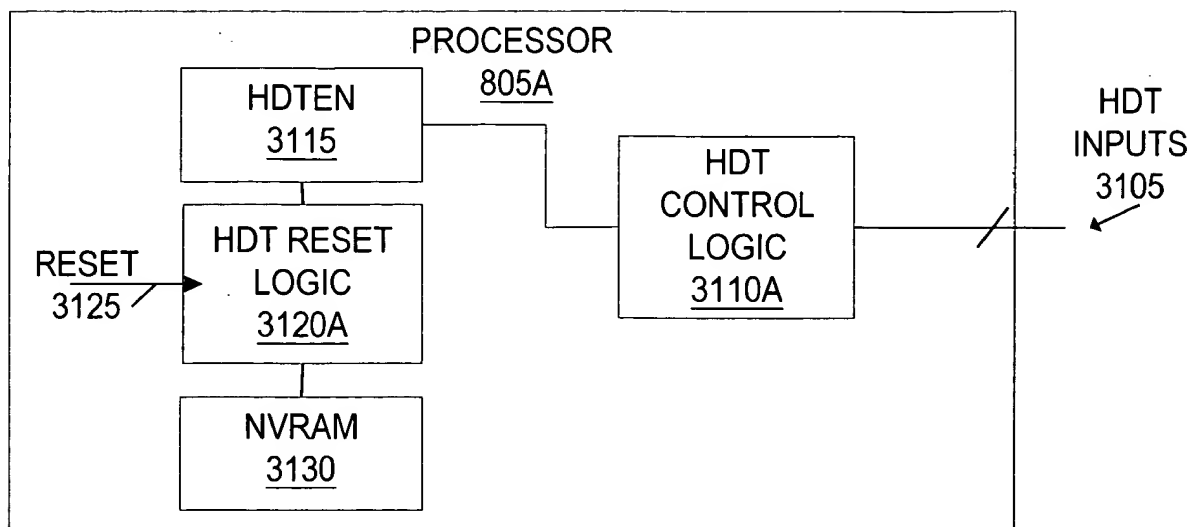 PROCESSOR
805A
HDTEN
3115
HDT
INPUTS
3105
HDT
CONTROL
LOGIC
3110A
HDT RESET
LOGIC
3120A
RESET
3125
NVRAM
3130